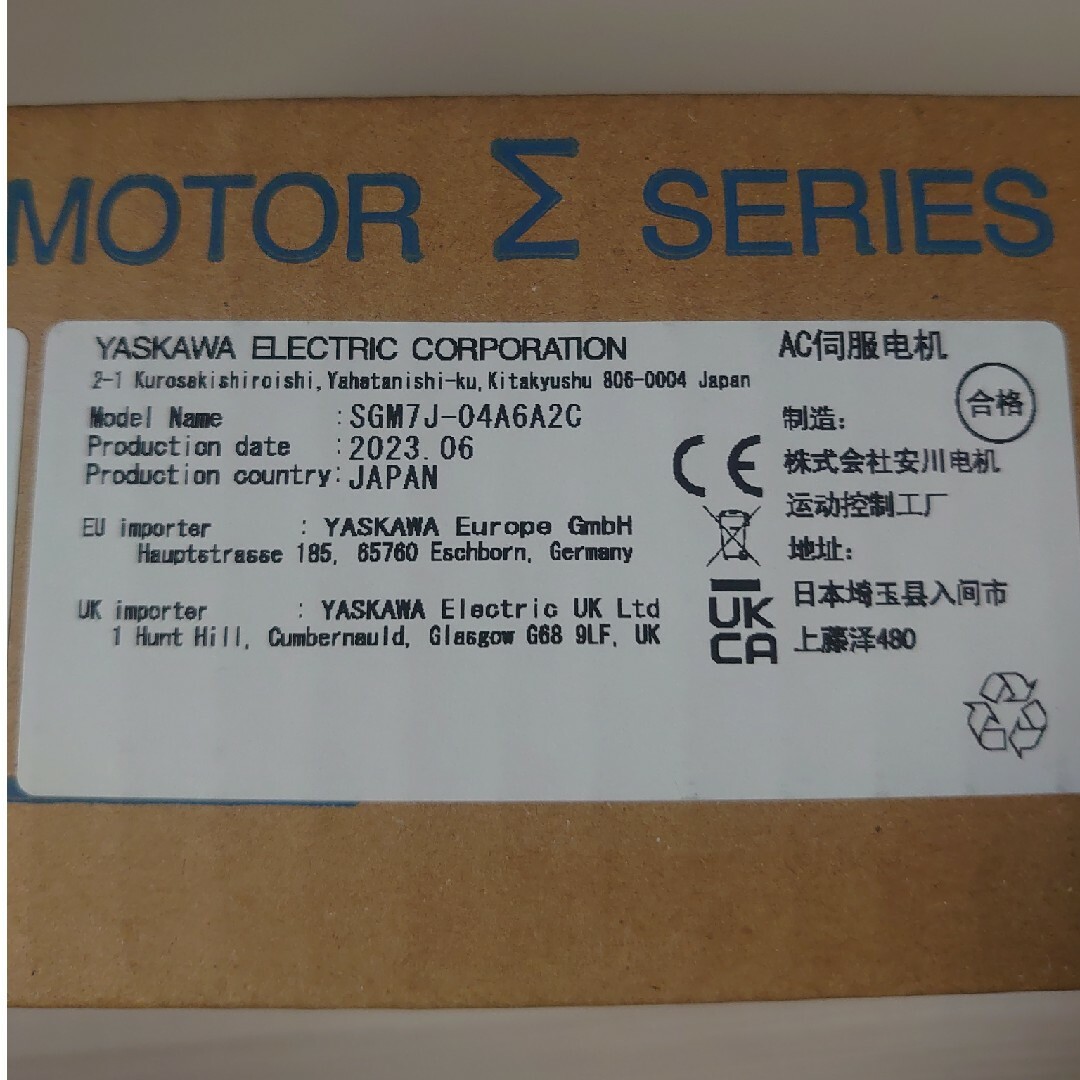 MOTOR Σ SERIES
YASKAWA ELECTRIC CORPORATION
2-1 Kurosakishiroishi, Yahatanishi-ku, Kitakyushu 806-0004 Japan
Model Name :SGM7J-04A6A2C
Production date :2023.06
Production country:JAPAN
EU importer : YASKAWA Europe GmbH
Hauptstrasse 185, 65760 Eschborn, Germany
UK importer : YASKAWA Electric UK Ltd
1 Hunt Hill, Cumbernauld, Glasgow G68 9LF, UK
CE
UK
CA
AC伺服电机
合格
制造：
株式会社安川电机
运动控制工厂
地址：
日本埼玉县入间市
上藤泽480